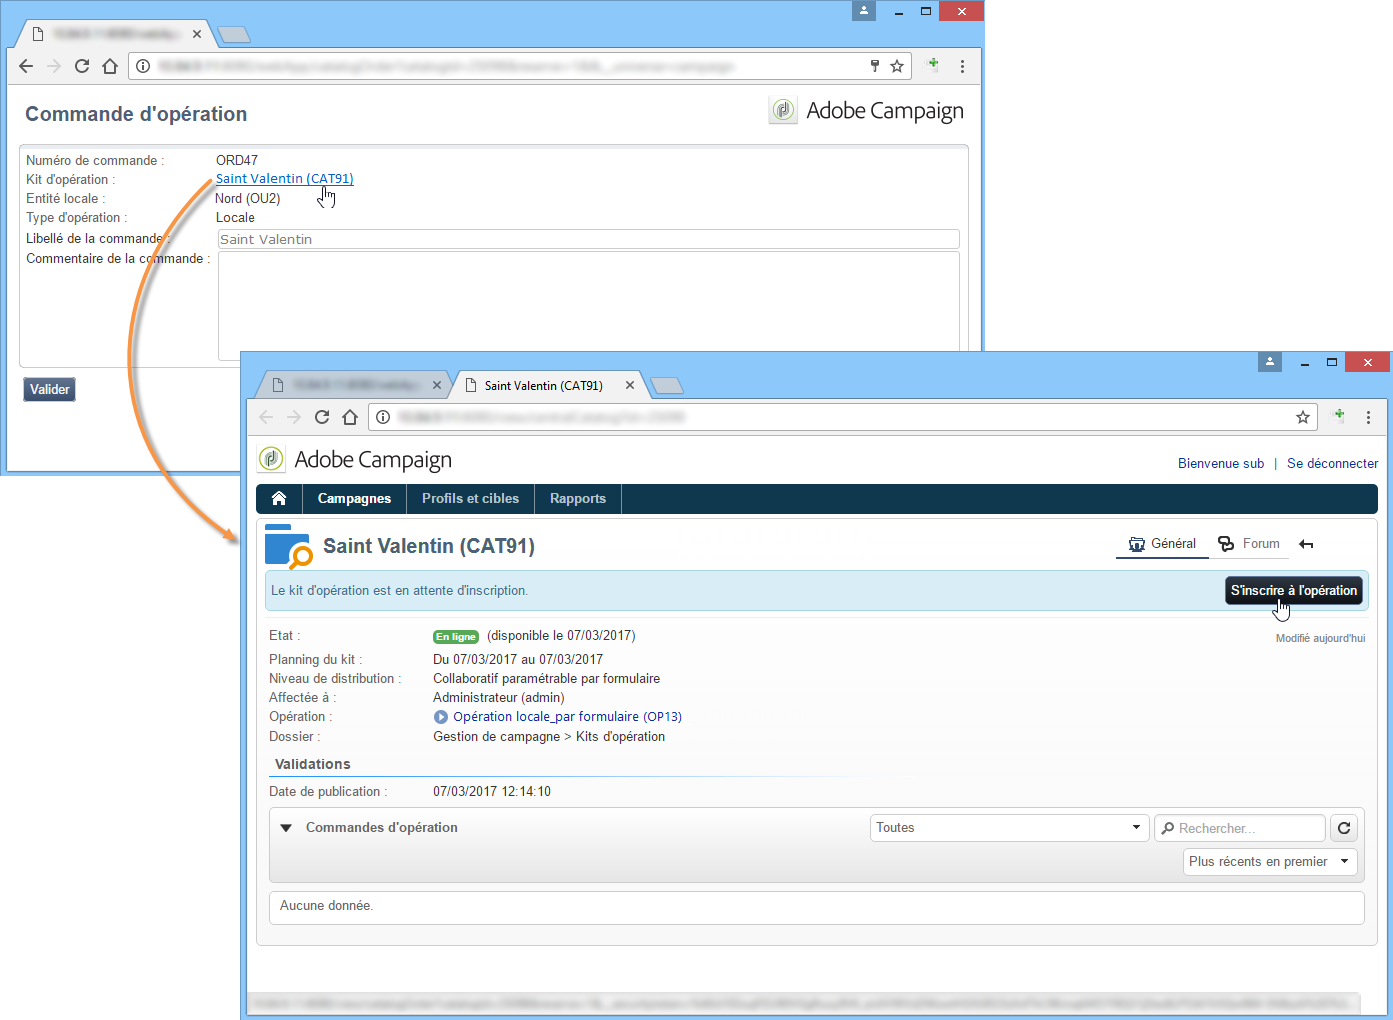 Commande d'opération
Adobe Campaign
Numéro de commande : ORD47
Kit d'opération : Saint Valentin (CAT91)
Entité locale : Nord (OU2)
Type d'opération : Locale
Libellé de la commande : Saint Valentin
Commentaire de la commande :
Valider
Saint Valentin (CAT91)
Adobe Campaign
Bienvenue sub | Se déconnecter
Campagnes Profils et cibles Rapports
Saint Valentin (CAT91)
Général Forum
Le kit d'opération est en attente d'inscription.
S'inscrire à l'opération
Etat : En ligne (disponible le 07/03/2017)
Modifié aujourd'hui
Planning du kit : Du 07/03/2017 au 07/03/2017
Niveau de distribution : Collaboratif paramétrable par formulaire
Affectée à : Administrateur (admin)
Opération : Opération locale_par formulaire (OP13)
Dossier : Gestion de campagne > Kits d'opération
Validations
Date de publication : 07/03/2017 12:14:10
Commandes d'opération
Toutes
Rechercher...
Plus récents en premier
Aucune donnée.